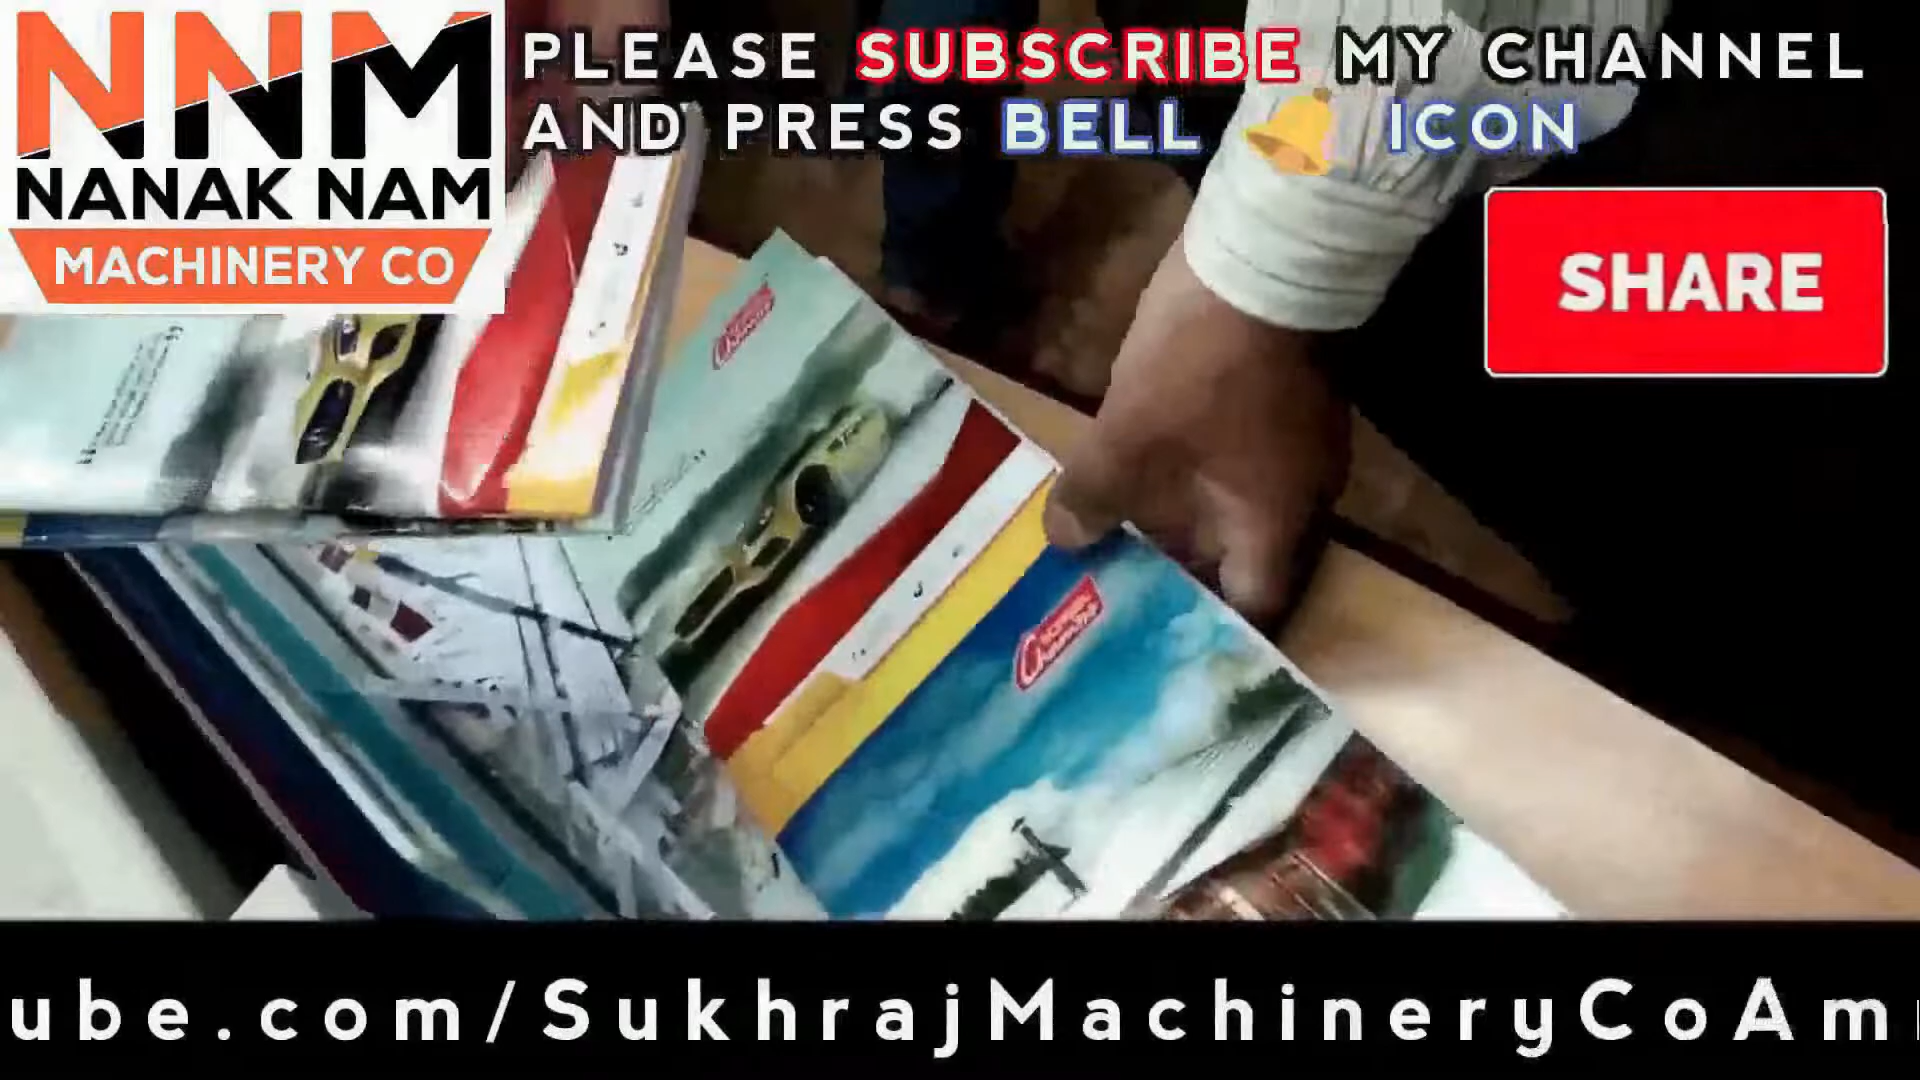 NNM
NANAK NAM
MACHINERY CO
PLEASE SUBSCRIBE MY CHANNEL
AND PRESS BELL 🔔 ICON
SHARE
ube.com/SukhrajMachineryCoAm